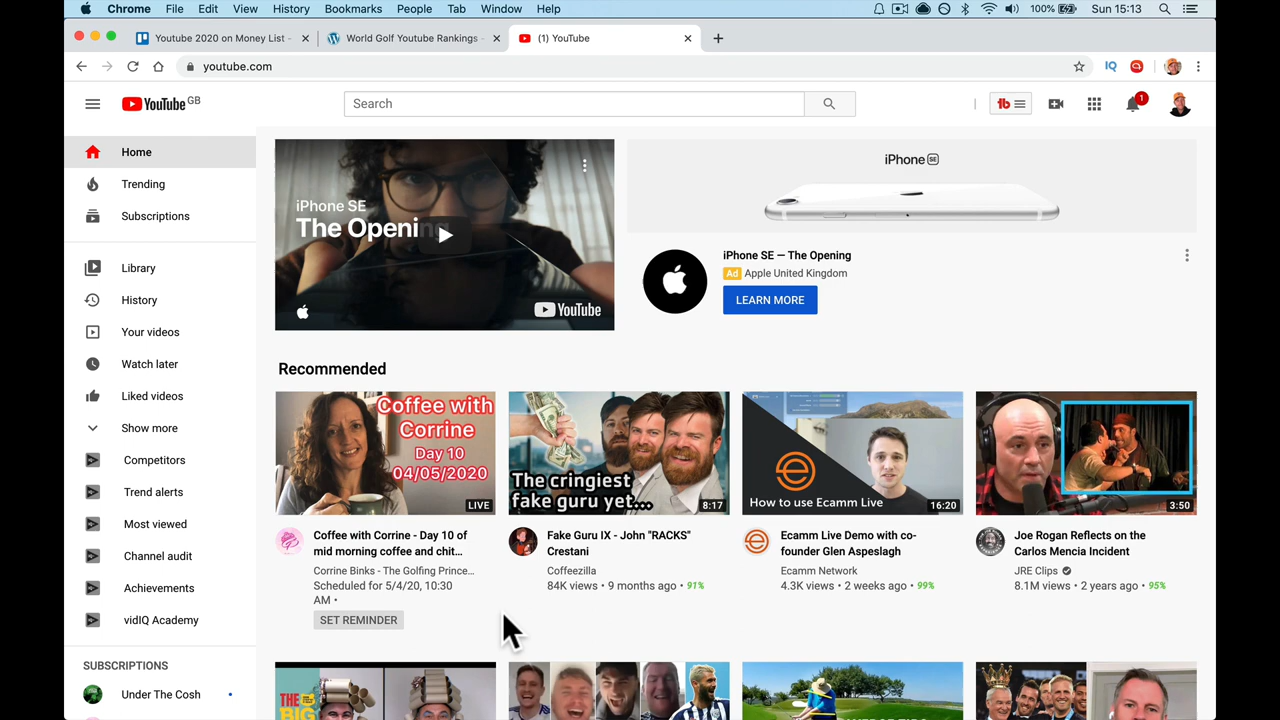 Chrome File Edit View History Bookmarks People Tab Window Help 100% Sun 15:13
Youtube 2020 on Money List - World Golf Youtube Rankings - (1) YouTube
youtube.com IQ
YouTube GB Search tb 1
Home
Trending
Subscriptions
Library
History
Your videos
Watch later
Liked videos
Show more
Competitors
Trend alerts
Most viewed
Channel audit
Achievements
vidIQ Academy
SUBSCRIPTIONS
Under The Cosh
iPhone SE
The Opening
YouTube
iPhone SE
iPhone SE — The Opening
Ad Apple United Kingdom
LEARN MORE
Recommended
Coffee with
Corrine
Day 10
04/05/2020
LIVE
Coffee with Corrine - Day 10 of
mid morning coffee and chit...
Corrine Binks - The Golfing Prince...
Scheduled for 5/4/20, 10:30
AM •
SET REMINDER
The cringiest
fake guru yet...
8:17
Fake Guru IX - John "RACKS"
Crestani
Coffeezilla
84K views • 9 months ago • 91%
How to use Ecamm Live
16:20
Ecamm Live Demo with co-
founder Glen Aspeslagh
Ecamm Network
4.3K views • 2 weeks ago • 99%
3:50
Joe Rogan Reflects on the
Carlos Mencia Incident
JRE Clips
8.1M views • 2 years ago • 95%
THE
BIG